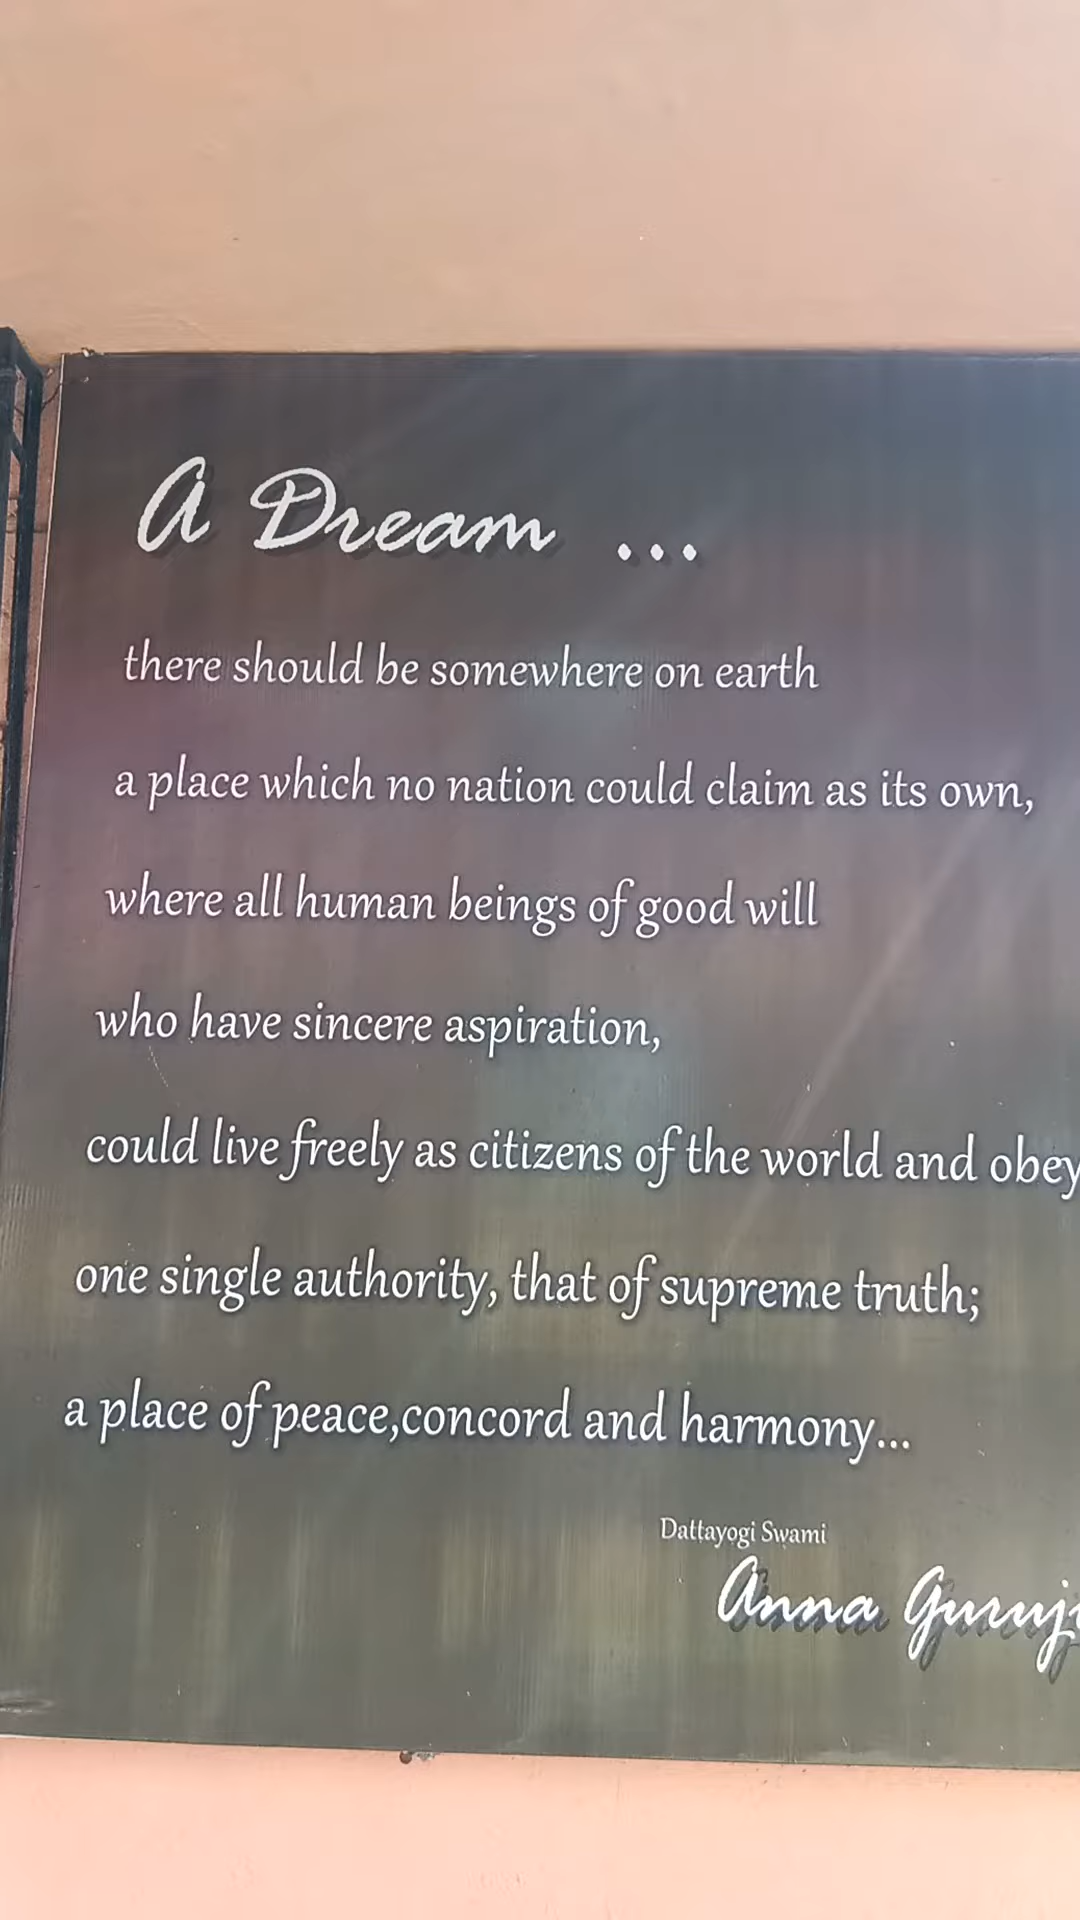 A Dream ...
there should be somewhere on earth
a place which no nation could claim as its own,
where all human beings of good will
who have sincere aspiration,
could live freely as citizens of the world and obey
one single authority, that of supreme truth;
a place of peace,concord and harmony...
Dattayogi Swami
Anna Guruji